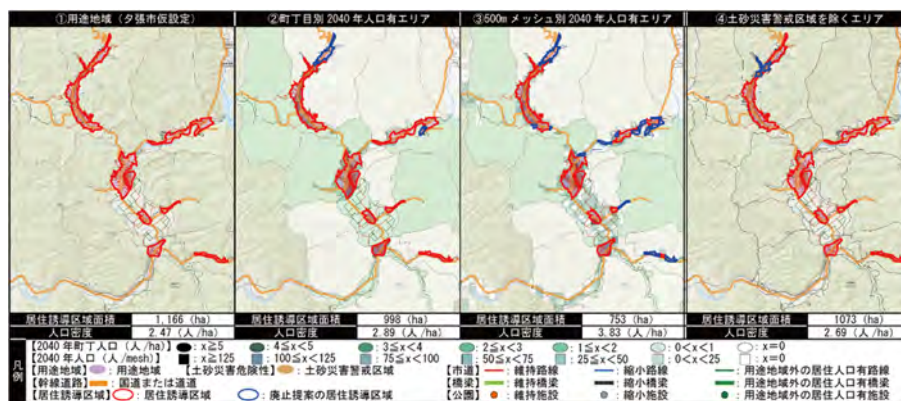 ①用途地域（夕張市仮設定）
②町丁目別 2040 年人口有エリア
③500m メッシュ別 2040 年人口有エリア
④土砂災害警戒区域を除くエリア
居住誘導区域面積 1,166 (ha) 居住誘導区域面積 998 (ha) 居住誘導区域面積 753 (ha) 居住誘導区域面積 1073 (ha)
人口密度 2.47 (人/ha) 人口密度 2.89 (人/ha) 人口密度 3.83 (人/ha) 人口密度 2.69 (人/ha)
凡例
【2040 年町丁人口（人/ha）】 :x≧5 :4≦x<5 :3≦x<4 :2≦x<3 :1≦x<2 :0<x<1 :x=0
【2040 年人口（人/mesh）】 :x≧125 :100≦x<125 :75≦x<100 :50≦x<75 :25≦x<50 :0<x<25 :x=0
【用途地域】 :用途地域 【土砂災害危険性】 :土砂災害警戒区域 【市道】 :維持路線 :縮小路線 :用途地域外の居住人口有路線
【幹線道路】 :国道または道道 【橋梁】 :維持橋梁 :縮小橋梁 :用途地域外の居住人口有橋梁
【居住誘導区域】 :居住誘導区域 :廃止提案の居住誘導区域 【公園】 :維持施設 :縮小施設 :用途地域外の居住人口有施設